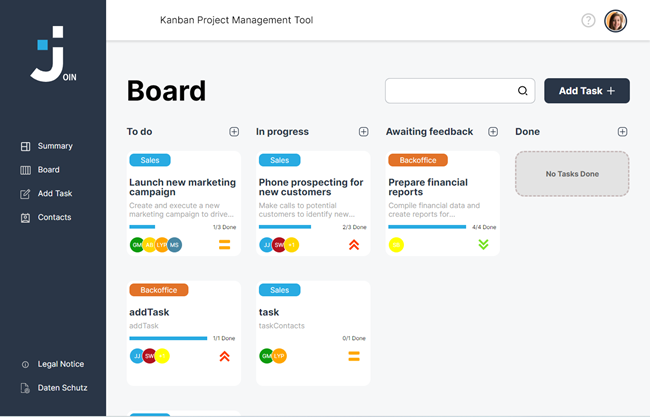 Kanban Project Management Tool
?
J
OIN
Board
Add Task +
Summary
Board
Add Task
Contacts
To do
In progress
Awaiting feedback
Done
Sales
Launch new marketing
campaign
Create and execute a new
marketing campaign to drive...
1/3 Done
GM
LYP
MS
Sales
Phone prospecting for
new customers
Make calls to potential
customers to identify new...
2/3 Done
JJ
SW
+1
Backoffice
Prepare financial
reports
Compile financial data and
create reports for...
4/4 Done
No Tasks Done
Backoffice
addTask
addTask
1/1 Done
JJ
SW
Sales
task
taskContacts
0/1 Done
GM
LYP
Legal Notice
Daten Schutz